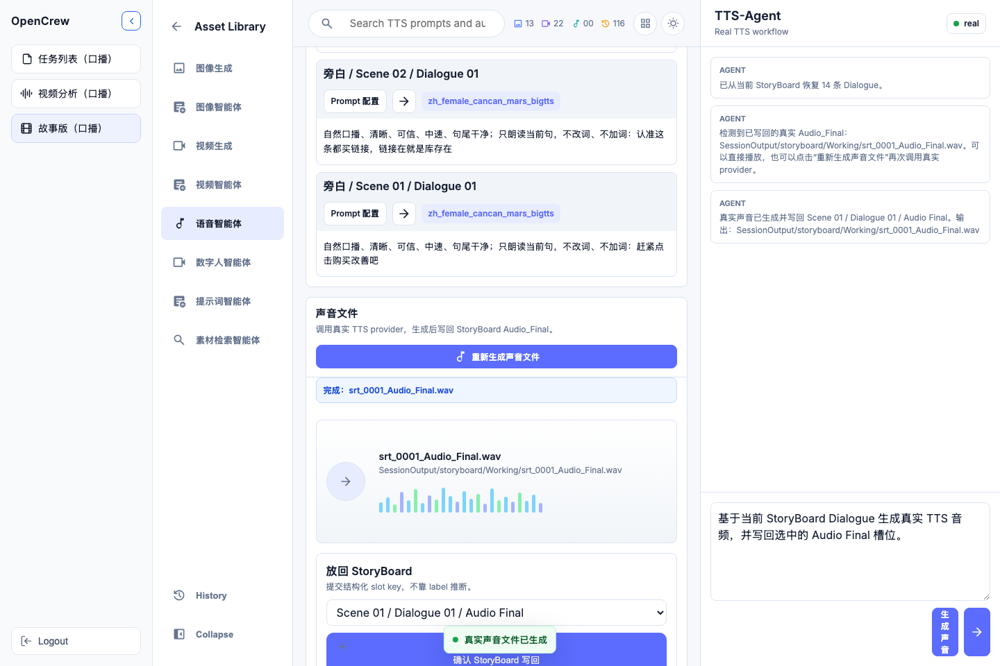 OpenCrew
任务列表（口播）
视频分析（口播）
故事版（口播）
Logout
Asset Library
图像生成
图像智能体
视频生成
视频智能体
语音智能体
数字人智能体
提示词智能体
素材检索智能体
History
Collapse
Search TTS prompts and au
13
22
00
116
旁白 / Scene 02 / Dialogue 01
Prompt 配置
zh_female_cancan_mars_bigtts
自然口播、清晰、可信、中速、句尾干净；只朗读当前句，不改词、不加词：认准这
条都买链接，链接在就是库存在
旁白 / Scene 01 / Dialogue 01
Prompt 配置
zh_female_cancan_mars_bigtts
自然口播、清晰、可信、中速、句尾干净；只朗读当前句，不改词、不加词：赶紧点
击购买改善吧
声音文件
调用真实 TTS provider，生成后写回 StoryBoard Audio_Final。
重新生成声音文件
完成：srt_0001_Audio_Final.wav
srt_0001_Audio_Final.wav
SessionOutput/storyboard/Working/srt_0001_Audio_Final.wav
放回 StoryBoard
提交结构化 slot key，不靠 label 推断。
Scene 01 / Dialogue 01 / Audio Final
真实声音文件已生成
确认 StoryBoard 写回
TTS-Agent
Real TTS workflow
real
AGENT
已从当前 StoryBoard 恢复 14 条 Dialogue。
AGENT
检测到已写回的真实 Audio_Final：
SessionOutput/storyboard/Working/srt_0001_Audio_Final.wav。可
以直接播放，也可以点击“重新生成声音文件”再次调用真实
provider。
AGENT
真实声音已生成并写回 Scene 01 / Dialogue 01 / Audio Final。输
出：SessionOutput/storyboard/Working/srt_0001_Audio_Final.wav
基于当前 StoryBoard Dialogue 生成真实 TTS 音
频，并写回选中的 Audio Final 槽位。
生
成
声
音